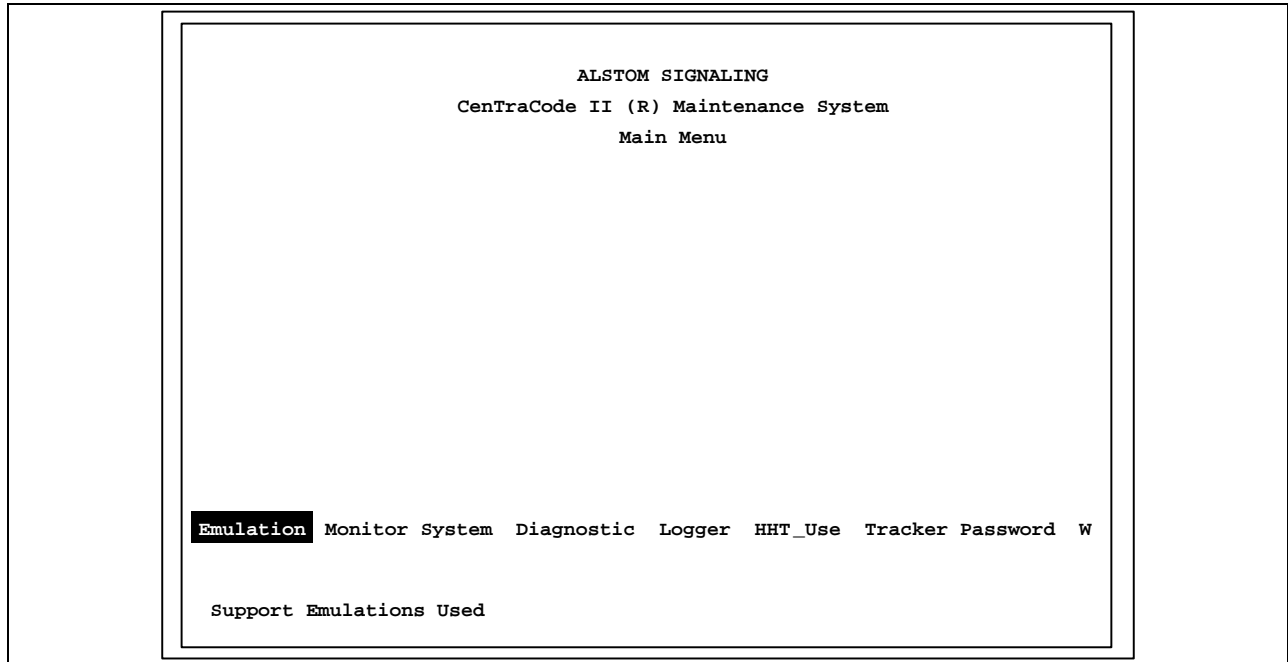 ALSTOM SIGNALING
CenTraCode II (R) Maintenance System
Main Menu
Emulation Monitor System Diagnostic Logger HHT_Use Tracker Password W
Support Emulations Used